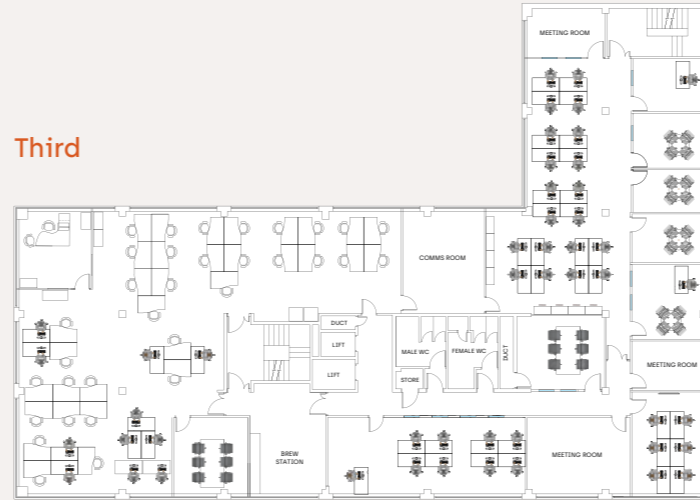 MEETING ROOM
Third
COMMS ROOM
DUCT
LIFT
LIFT
MALE WC
FEMALE WC
DUCT
STORE
MEETING ROOM
BREW
STATION
MEETING ROOM